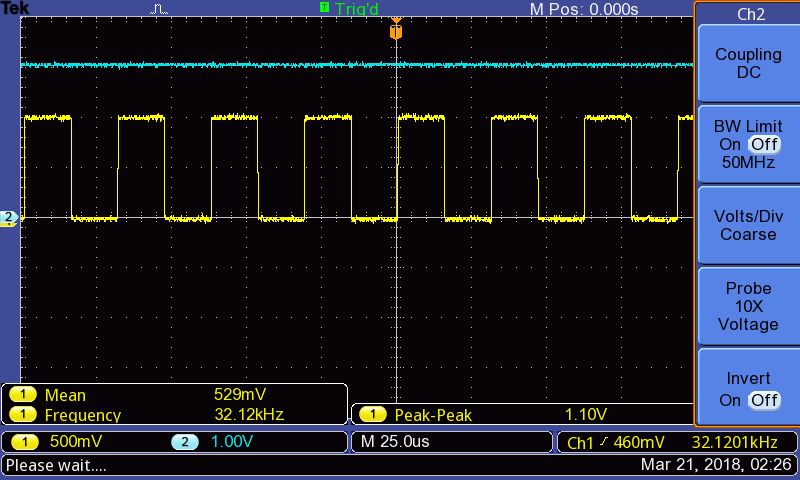 Tek
Trig'd
M Pos: 0.000s
Ch2
T
Coupling
DC
BW Limit
On Off
50MHz
2
Volts/Div
Coarse
Probe
10X
Voltage
Invert
On Off
1 Mean 529mV
1 Frequency 32.12kHz
1 Peak-Peak 1.10V
1 500mV 2 1.00V M 25.0us Ch1 460mV 32.1201kHz
Please wait.... Mar 21, 2018, 02:26